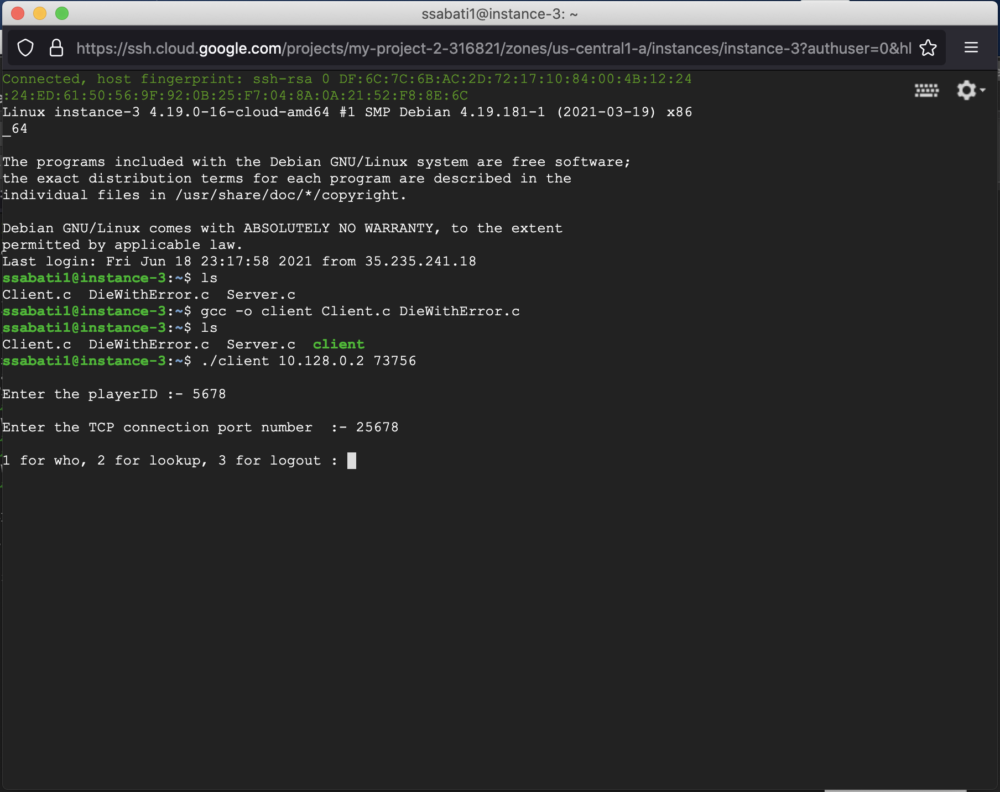 ssabati1@instance-3: ~
https://ssh.cloud.google.com/projects/my-project-2-316821/zones/us-central1-a/instances/instance-3?authuser=0&hl
Connected, host fingerprint: ssh-rsa 0 DF:6C:7C:6B:AC:2D:72:17:10:84:00:4B:12:24
:24:ED:61:50:56:9F:92:0B:25:F7:04:8A:0A:21:52:F8:8E:6C
Linux instance-3 4.19.0-16-cloud-amd64 #1 SMP Debian 4.19.181-1 (2021-03-19) x86
_64
The programs included with the Debian GNU/Linux system are free software;
the exact distribution terms for each program are described in the
individual files in /usr/share/doc/*/copyright.
Debian GNU/Linux comes with ABSOLUTELY NO WARRANTY, to the extent
permitted by applicable law.
Last login: Fri Jun 18 23:17:58 2021 from 35.235.241.18
ssabati1@instance-3:~$ ls
Client.c  DieWithError.c  Server.c
ssabati1@instance-3:~$ gcc -o client Client.c DieWithError.c
ssabati1@instance-3:~$ ls
Client.c  DieWithError.c  Server.c  client
ssabati1@instance-3:~$ ./client 10.128.0.2 73756
Enter the playerID :- 5678
Enter the TCP connection port number  :- 25678
1 for who, 2 for lookup, 3 for logout :